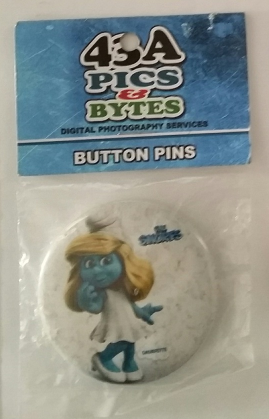 43A
PICS
&
BYTES
DIGITAL PHOTOGRAPHY SERVICES
BUTTON PINS
THE
SMURFS